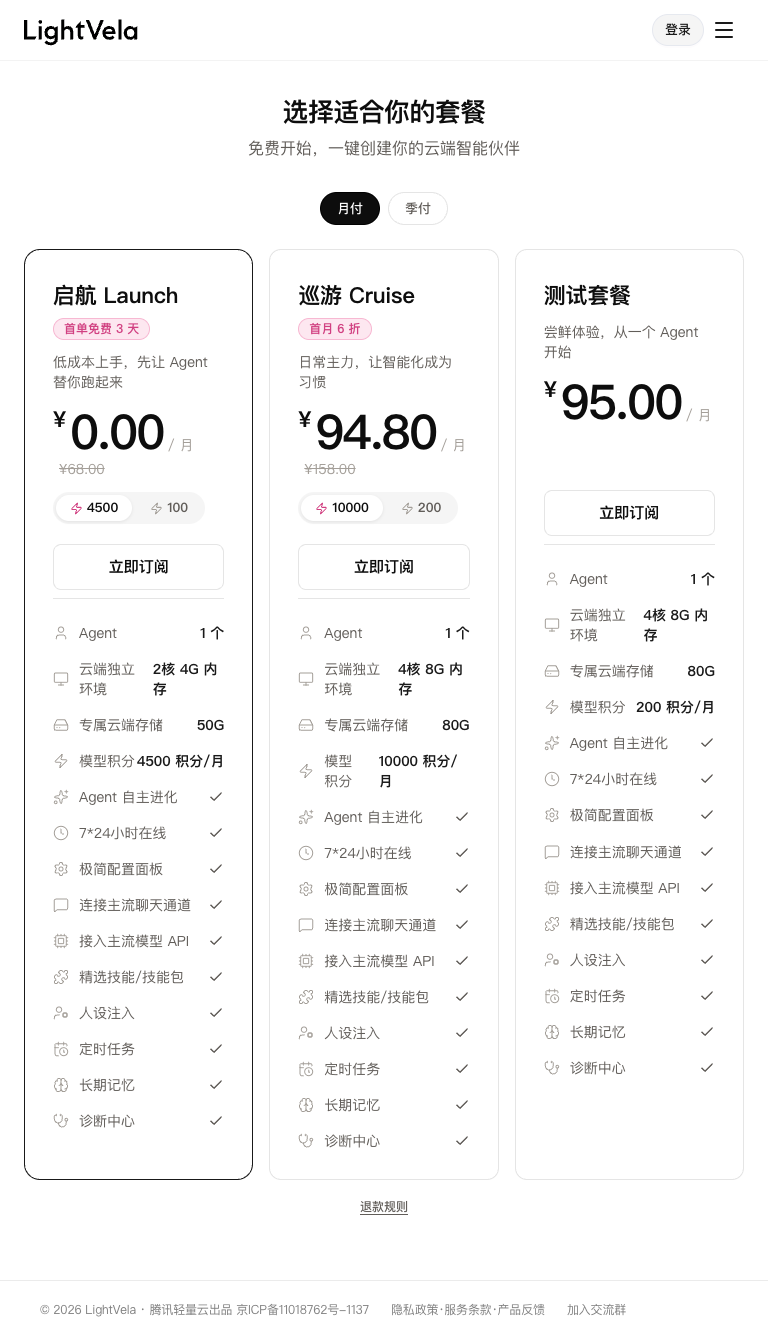 LightVela
登录
选择适合你的套餐
免费开始，一键创建你的云端智能伙伴
月付
季付
启航 Launch
首单免费 3 天
低成本上手，先让 Agent
替你跑起来
¥0.00 / 月
¥68.00
4500
100
立即订阅
Agent 1 个
云端独立环境 2核 4G 内存
专属云端存储 50G
模型积分 4500 积分/月
Agent 自主进化
7*24小时在线
极简配置面板
连接主流聊天通道
接入主流模型 API
精选技能/技能包
人设注入
定时任务
长期记忆
诊断中心
巡游 Cruise
首月 6 折
日常主力，让智能化成为
习惯
¥94.80 / 月
¥158.00
10000
200
立即订阅
Agent 1 个
云端独立环境 4核 8G 内存
专属云端存储 80G
模型积分 10000 积分/月
Agent 自主进化
7*24小时在线
极简配置面板
连接主流聊天通道
接入主流模型 API
精选技能/技能包
人设注入
定时任务
长期记忆
诊断中心
测试套餐
尝鲜体验，从一个 Agent
开始
¥95.00 / 月
立即订阅
Agent 1 个
云端独立环境 4核 8G 内存
专属云端存储 80G
模型积分 200 积分/月
Agent 自主进化
7*24小时在线
极简配置面板
连接主流聊天通道
接入主流模型 API
精选技能/技能包
人设注入
定时任务
长期记忆
诊断中心
退款规则
© 2026 LightVela · 腾讯轻量云出品 京ICP备11018762号-1137 隐私政策·服务条款·产品反馈 加入交流群